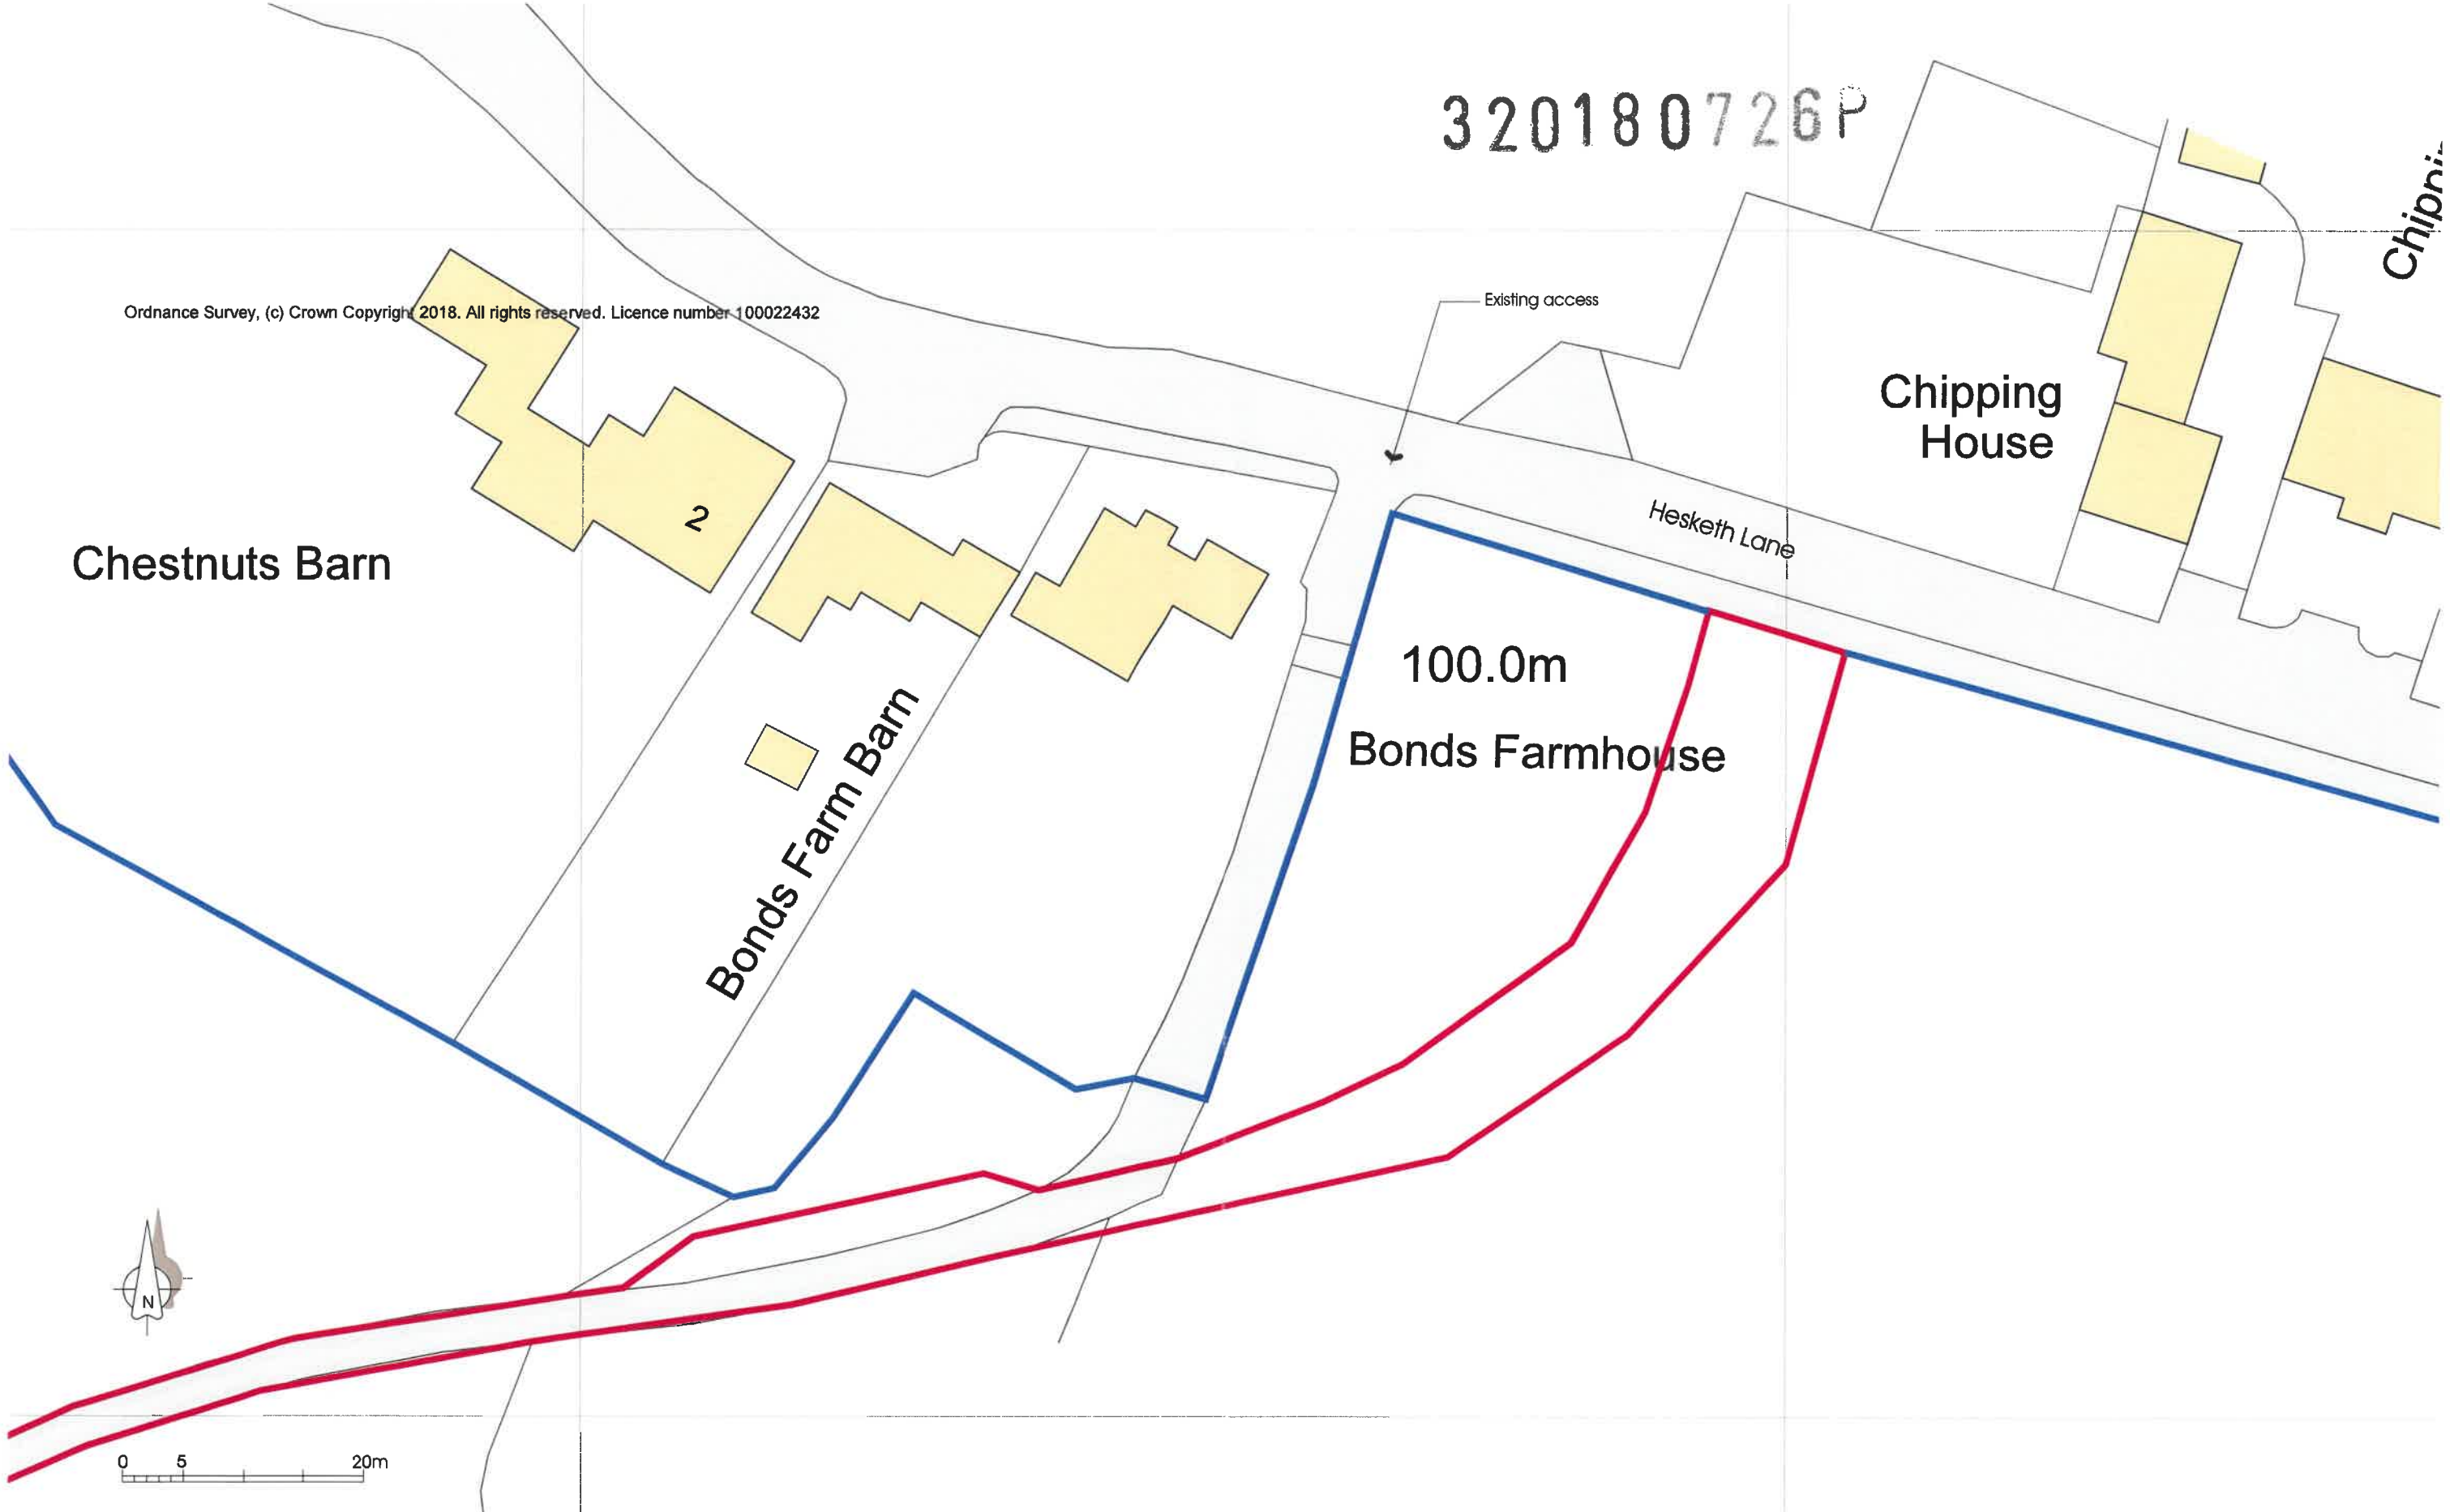 320180726P
Ordnance Survey, (c) Crown Copyright 2018. All rights reserved. Licence number 100022432
Existing access
Chipping
House
Hesketh Lane
2
Chestnuts Barn
100.0m
Bonds Farmhouse
Bonds Farm Barn
N
0 5 20m